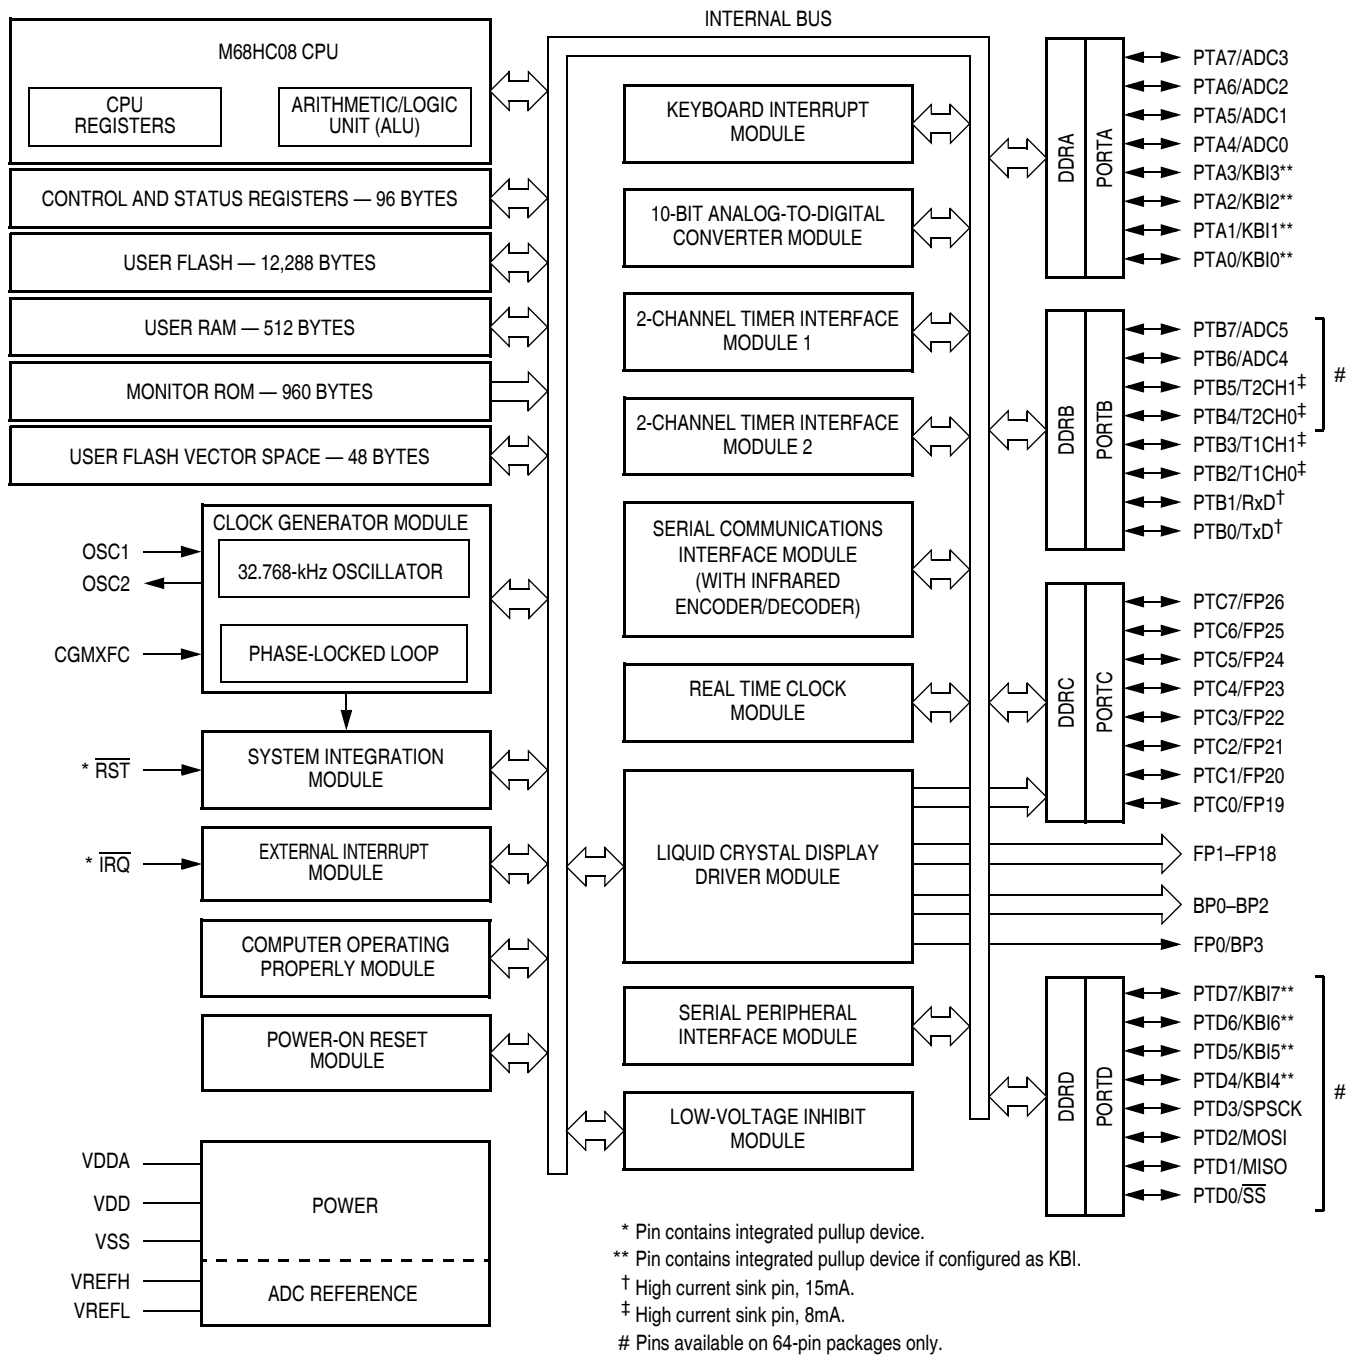 INTERNAL BUS
M68HC08 CPU
CPU
REGISTERS
ARITHMETIC/LOGIC
UNIT (ALU)
CONTROL AND STATUS REGISTERS — 96 BYTES
USER FLASH — 12,288 BYTES
USER RAM — 512 BYTES
MONITOR ROM — 960 BYTES
USER FLASH VECTOR SPACE — 48 BYTES
CLOCK GENERATOR MODULE
OSC1
OSC2
32.768-kHz OSCILLATOR
CGMXFC
PHASE-LOCKED LOOP
* RST
SYSTEM INTEGRATION
MODULE
* IRQ
EXTERNAL INTERRUPT
MODULE
COMPUTER OPERATING
PROPERLY MODULE
POWER-ON RESET
MODULE
VDDA
VDD
VSS
POWER
VREFH
VREFL
ADC REFERENCE
KEYBOARD INTERRUPT
MODULE
10-BIT ANALOG-TO-DIGITAL
CONVERTER MODULE
2-CHANNEL TIMER INTERFACE
MODULE 1
2-CHANNEL TIMER INTERFACE
MODULE 2
SERIAL COMMUNICATIONS
INTERFACE MODULE
(WITH INFRARED
ENCODER/DECODER)
REAL TIME CLOCK
MODULE
LIQUID CRYSTAL DISPLAY
DRIVER MODULE
SERIAL PERIPHERAL
INTERFACE MODULE
LOW-VOLTAGE INHIBIT
MODULE
DDRA
PORTA
PTA7/ADC3
PTA6/ADC2
PTA5/ADC1
PTA4/ADC0
PTA3/KBI3**
PTA2/KBI2**
PTA1/KBI1**
PTA0/KBI0**
DDRB
PORTB
PTB7/ADC5
PTB6/ADC4
PTB5/T2CH1‡
PTB4/T2CH0‡
PTB3/T1CH1‡
PTB2/T1CH0‡
PTB1/RxD†
PTB0/TxD†
#
DDRC
PORTC
PTC7/FP26
PTC6/FP25
PTC5/FP24
PTC4/FP23
PTC3/FP22
PTC2/FP21
PTC1/FP20
PTC0/FP19
FP1–FP18
BP0–BP2
FP0/BP3
DDRD
PORTD
PTD7/KBI7**
PTD6/KBI6**
PTD5/KBI5**
PTD4/KBI4**
PTD3/SPSCK
PTD2/MOSI
PTD1/MISO
PTD0/SS
#
* Pin contains integrated pullup device.
** Pin contains integrated pullup device if configured as KBI.
† High current sink pin, 15mA.
‡ High current sink pin, 8mA.
# Pins available on 64-pin packages only.